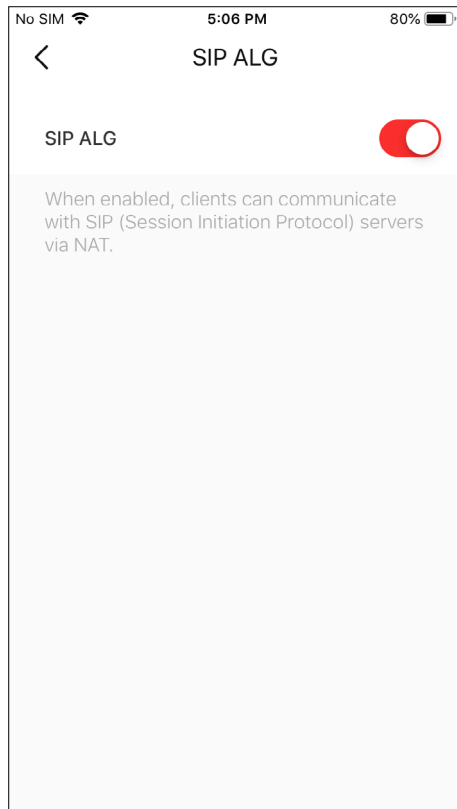 No SIM 5:06 PM 80%
SIP ALG
SIP ALG
When enabled, clients can communicate
with SIP (Session Initiation Protocol) servers
via NAT.